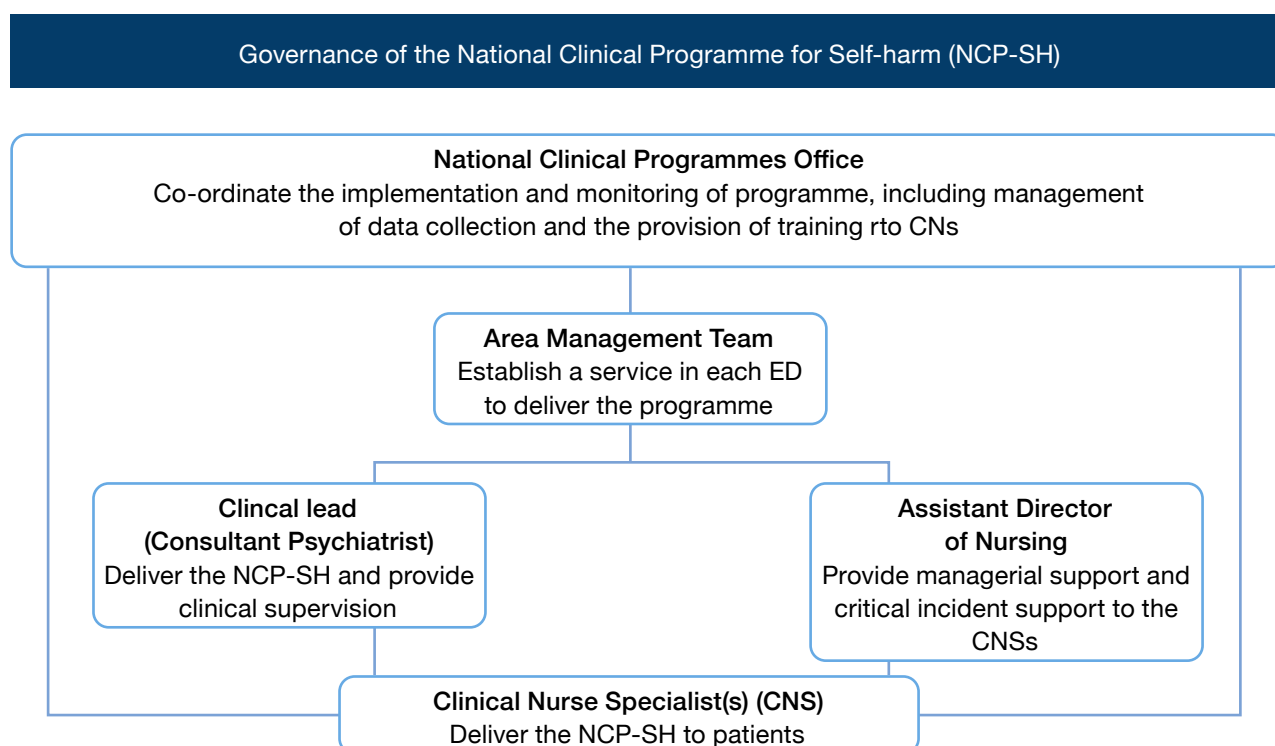 Governance of the National Clinical Programme for Self-harm (NCP-SH)
National Clinical Programmes Office
Co-ordinate the implementation and monitoring of programme, including management
of data collection and the provision of training rto CNs
Area Management Team
Establish a service in each ED
to deliver the programme
Clincal lead
(Consultant Psychiatrist)
Deliver the NCP-SH and provide
clinical supervision
Assistant Director
of Nursing
Provide managerial support and
critical incident support to the
CNSs
Clinical Nurse Specialist(s) (CNS)
Deliver the NCP-SH to patients